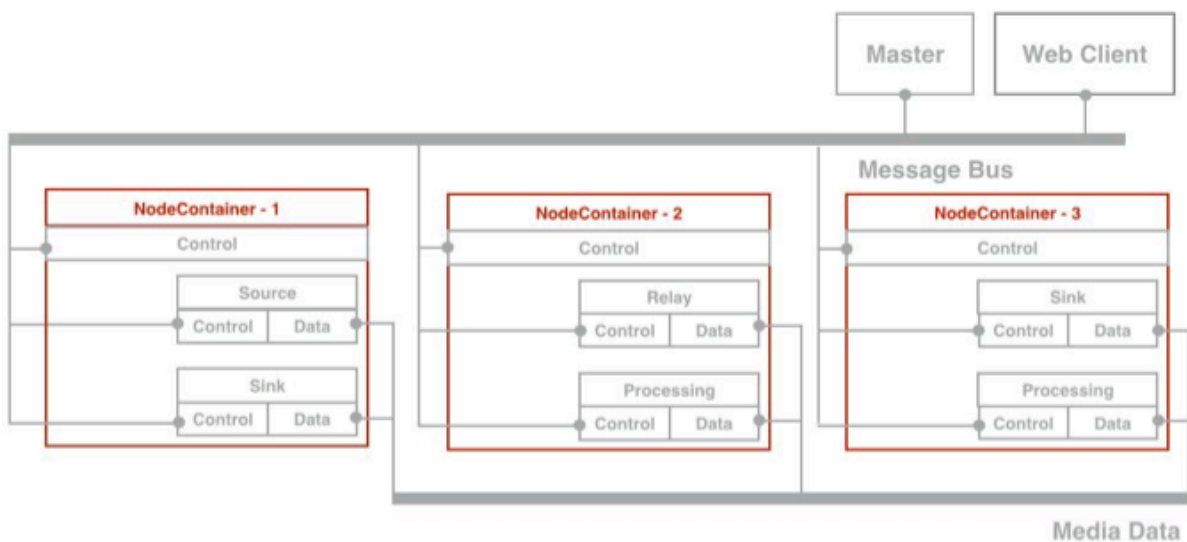 Master
Web Client
Message Bus
NodeContainer - 1
Control
Source
Control Data
Sink
Control Data
NodeContainer - 2
Control
Relay
Control Data
Processing
Control Data
NodeContainer - 3
Control
Sink
Control Data
Processing
Control Data
Media Data